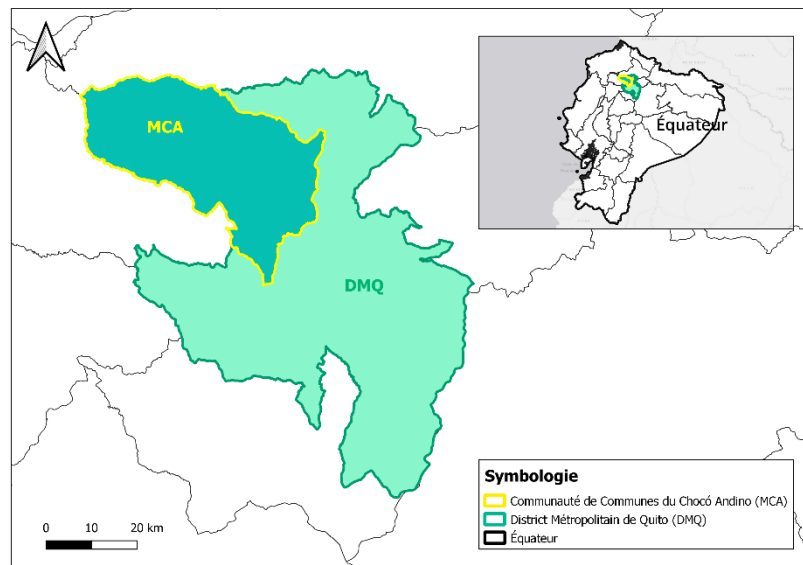 MCA
DMQ
Équateur
Symbologie
Communauté de Communes du Chocó Andino (MCA)
District Métropolitain de Quito (DMQ)
Équateur
0 10 20 km